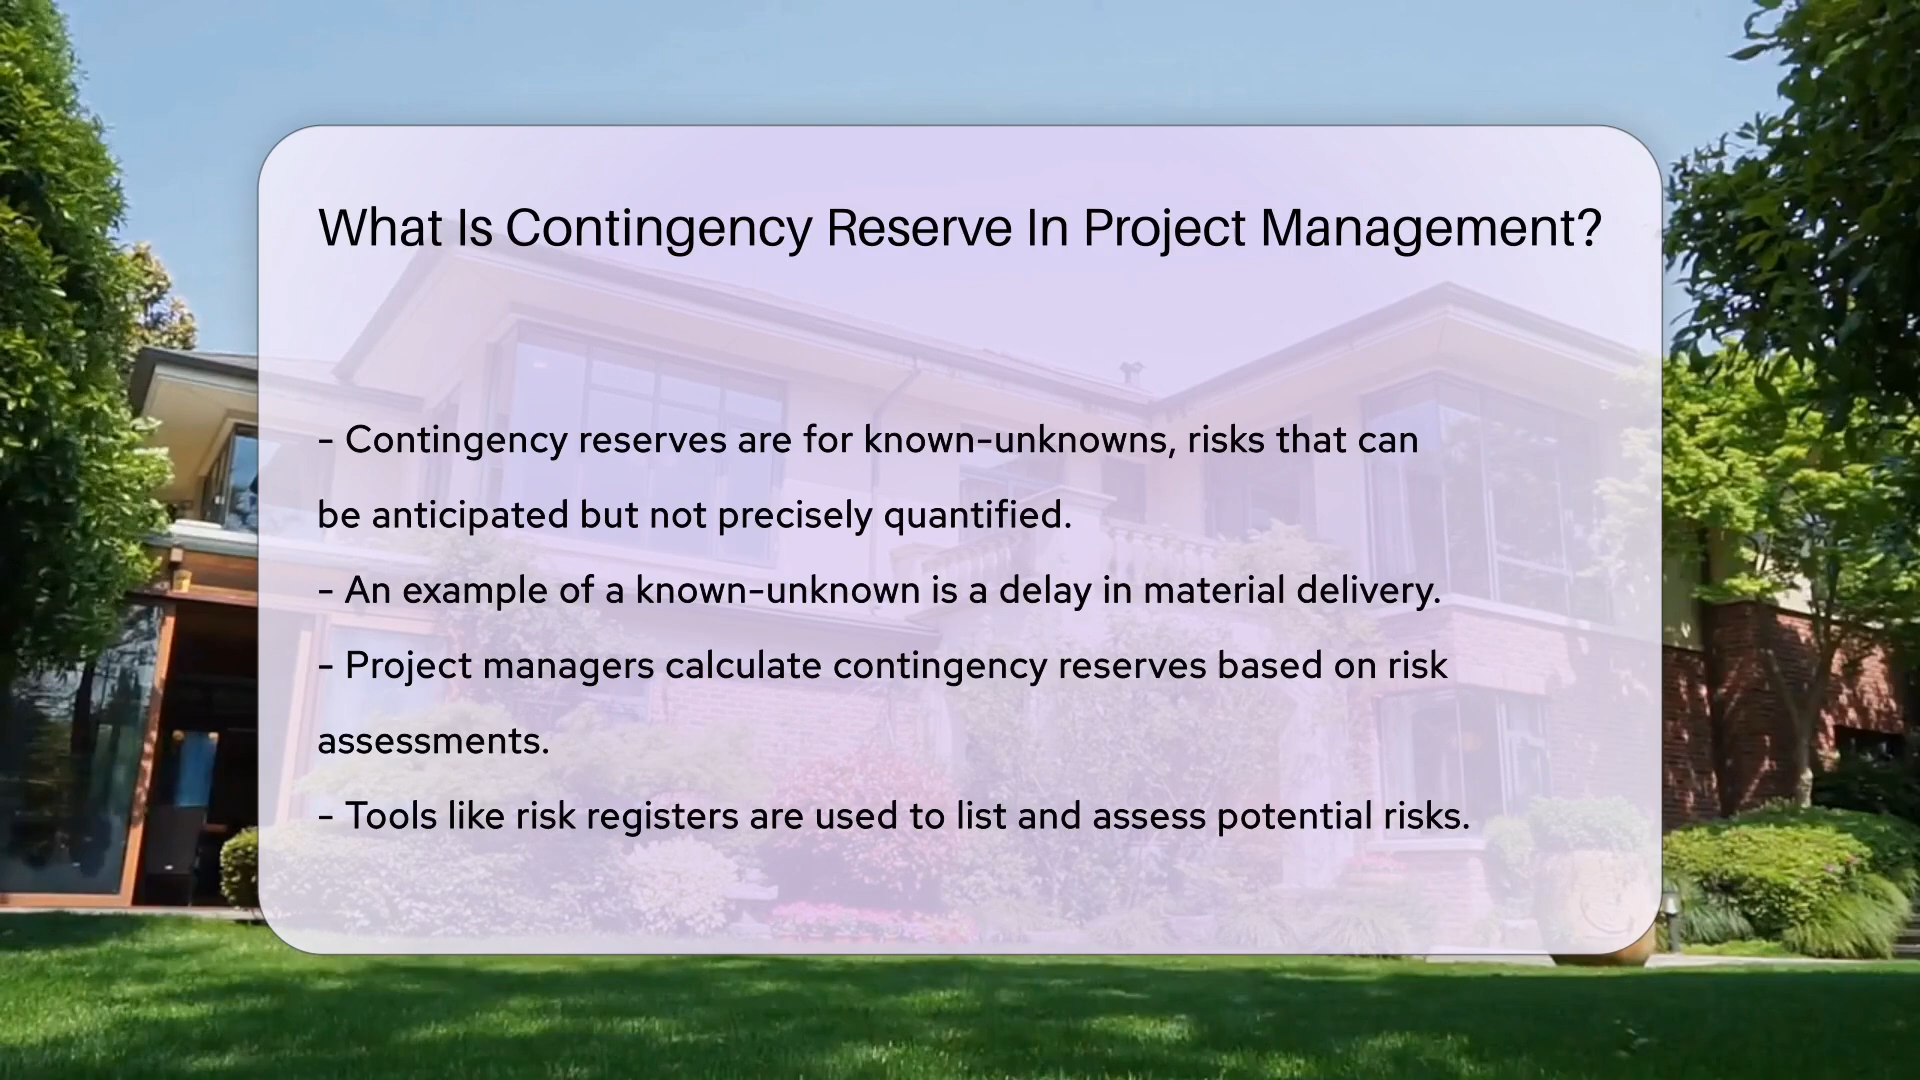 What Is Contingency Reserve In Project Management?
- Contingency reserves are for known-unknowns, risks that can
be anticipated but not precisely quantified.
- An example of a known-unknown is a delay in material delivery.
- Project managers calculate contingency reserves based on risk
assessments.
- Tools like risk registers are used to list and assess potential risks.